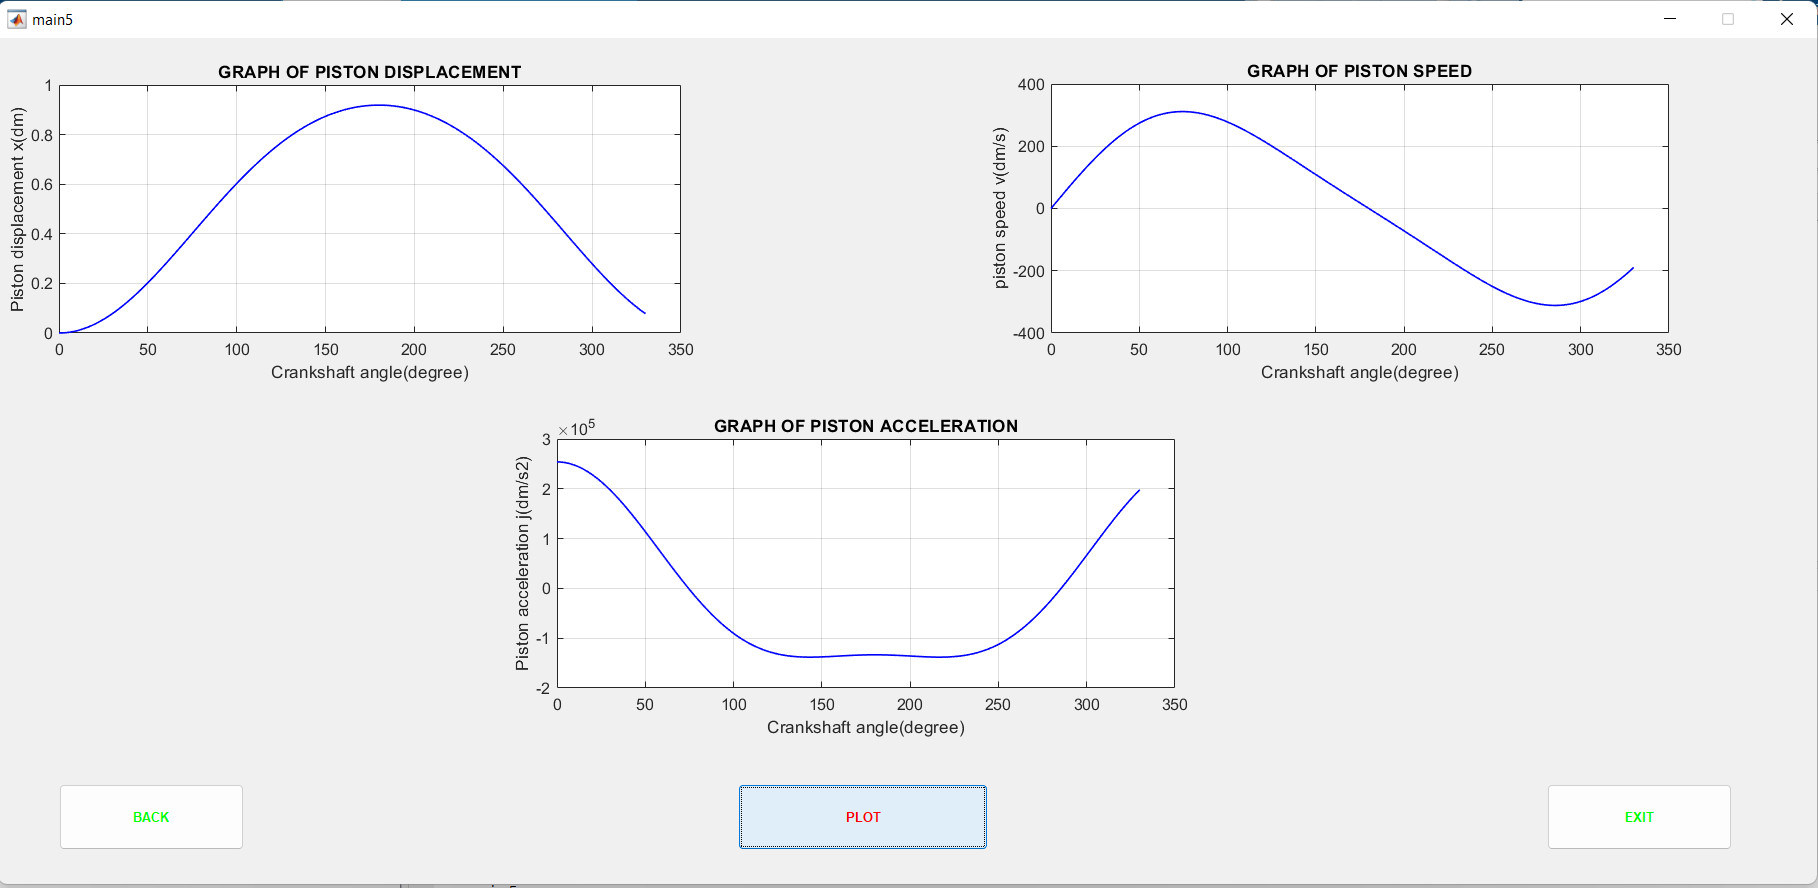 main5
GRAPH OF PISTON DISPLACEMENT
Piston displacement x(dm)
1
0.8
0.6
0.4
0.2
0
0 50 100 150 200 250 300 350
Crankshaft angle(degree)
GRAPH OF PISTON SPEED
piston speed v(dm/s)
400
200
0
-200
-400
0 50 100 150 200 250 300 350
Crankshaft angle(degree)
GRAPH OF PISTON ACCELERATION
×10^5
Piston acceleration j(dm/s2)
3
2
1
0
-1
-2
0 50 100 150 200 250 300 350
Crankshaft angle(degree)
BACK
PLOT
EXIT